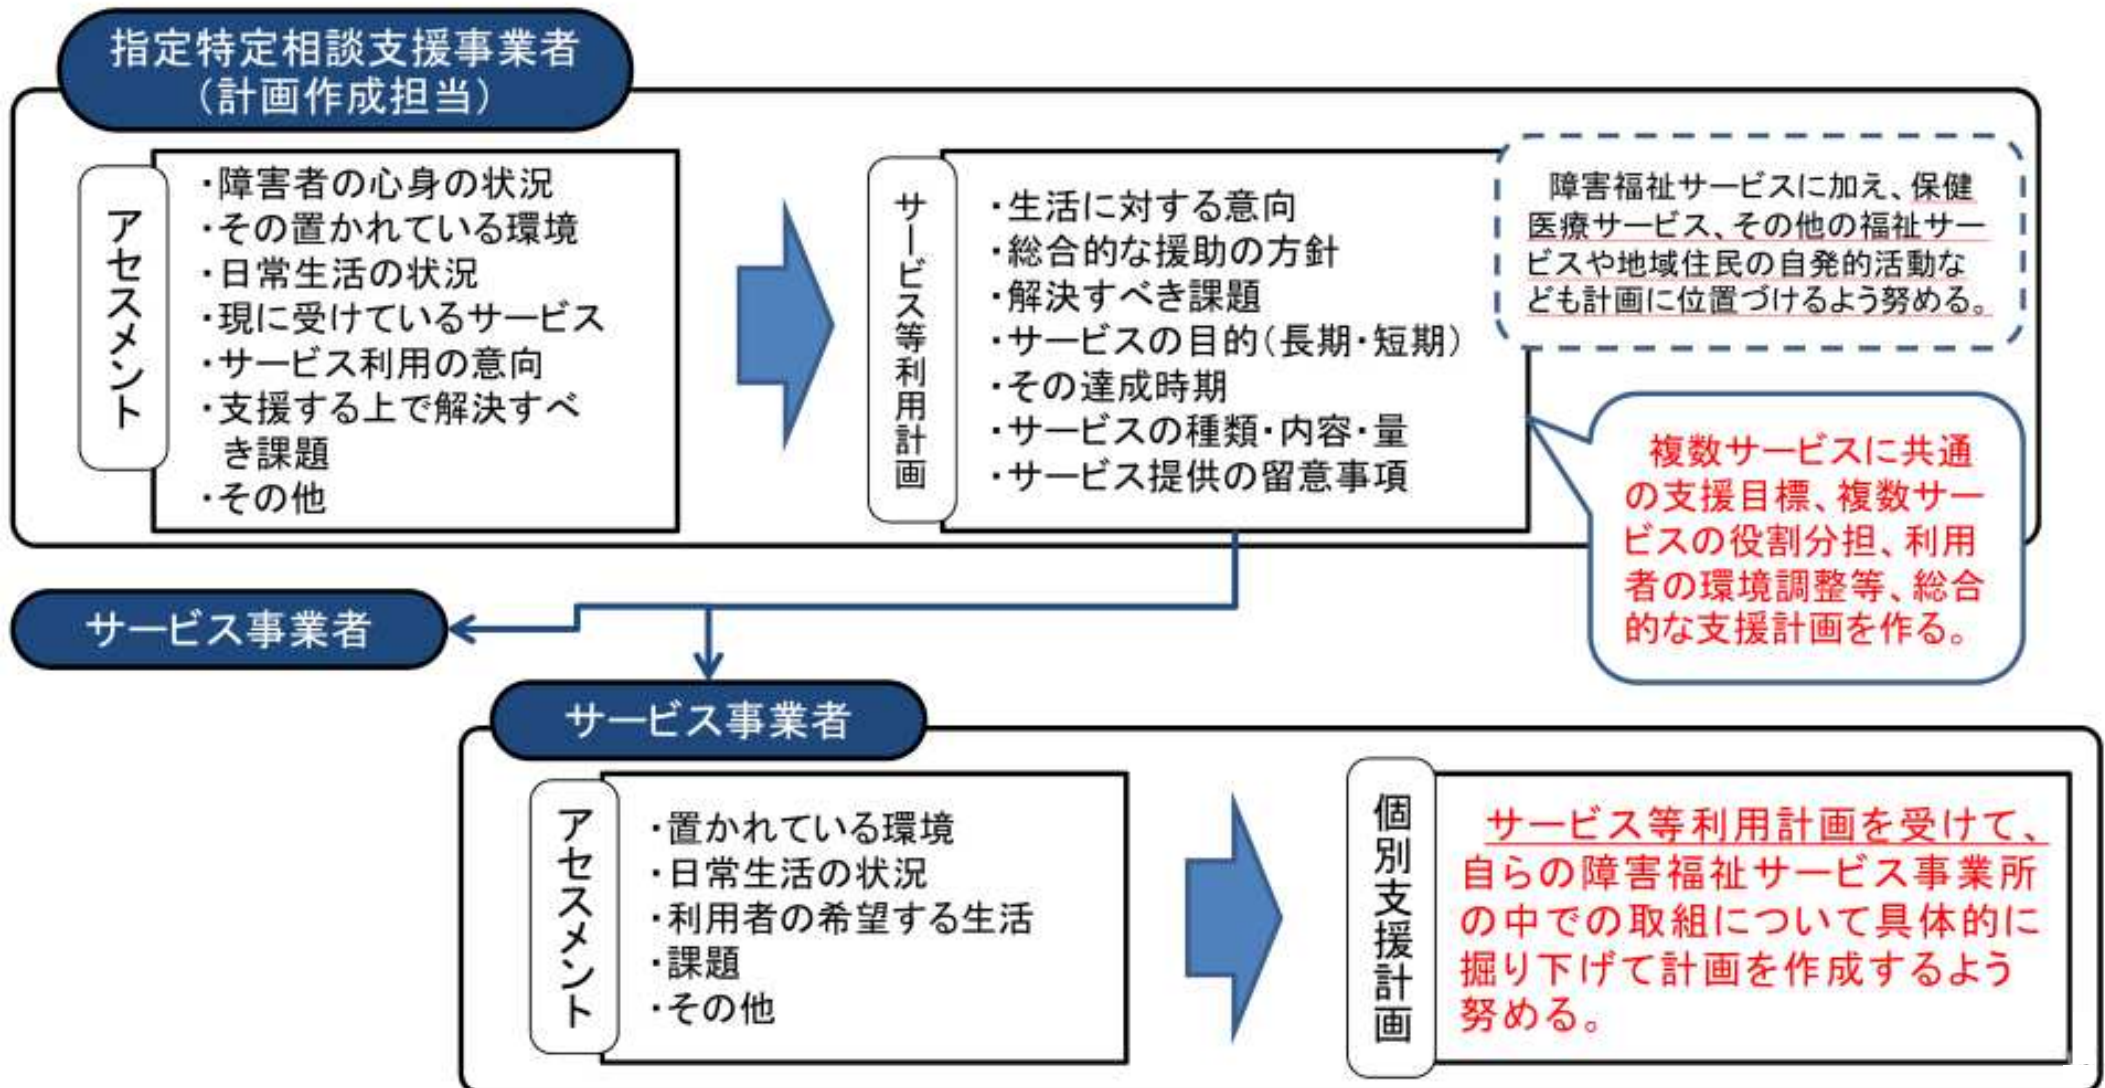 指定特定相談支援事業者
（計画作成担当）
アセスメント
・障害者の心身の状況
・その置かれている環境
・日常生活の状況
・現に受けているサービス
・サービス利用の意向
・支援する上で解決すべ
き課題
・その他
サービス等利用計画
・生活に対する意向
・総合的な援助の方針
・解決すべき課題
・サービスの目的（長期・短期）
・その達成時期
・サービスの種類・内容・量
・サービス提供の留意事項
障害福祉サービスに加え、保健
医療サービス、その他の福祉サー
ビスや地域住民の自発的活動な
ども計画に位置づけるよう努める。
複数サービスに共通
の支援目標、複数サー
ビスの役割分担、利用
者の環境調整等、総合
的な支援計画を作る。
サービス事業者
サービス事業者
アセスメント
・置かれている環境
・日常生活の状況
・利用者の希望する生活
・課題
・その他
個別支援計画
サービス等利用計画を受けて、
自らの障害福祉サービス事業所
の中での取組について具体的に
掘り下げて計画を作成するよう
努める。